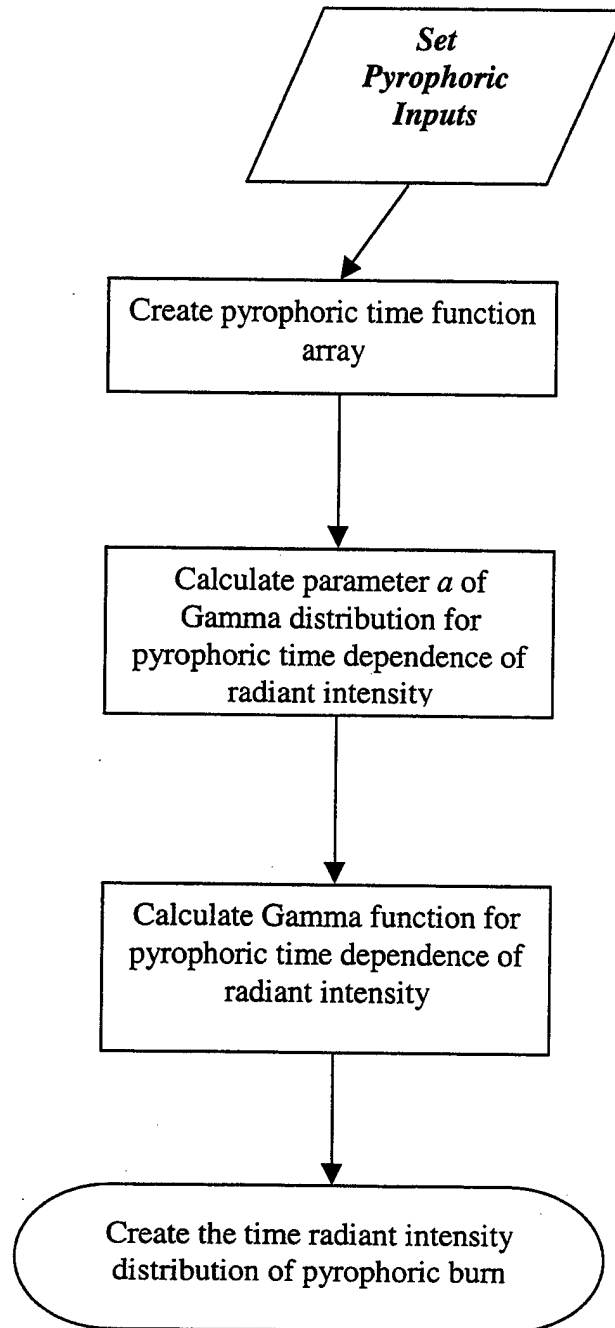 Set
Pyrophoric
Inputs
Create pyrophoric time function
array
Calculate parameter a of
Gamma distribution for
pyrophoric time dependence of
radiant intensity
Calculate Gamma function for
pyrophoric time dependence of
radiant intensity
Create the time radiant intensity
distribution of pyrophoric burn